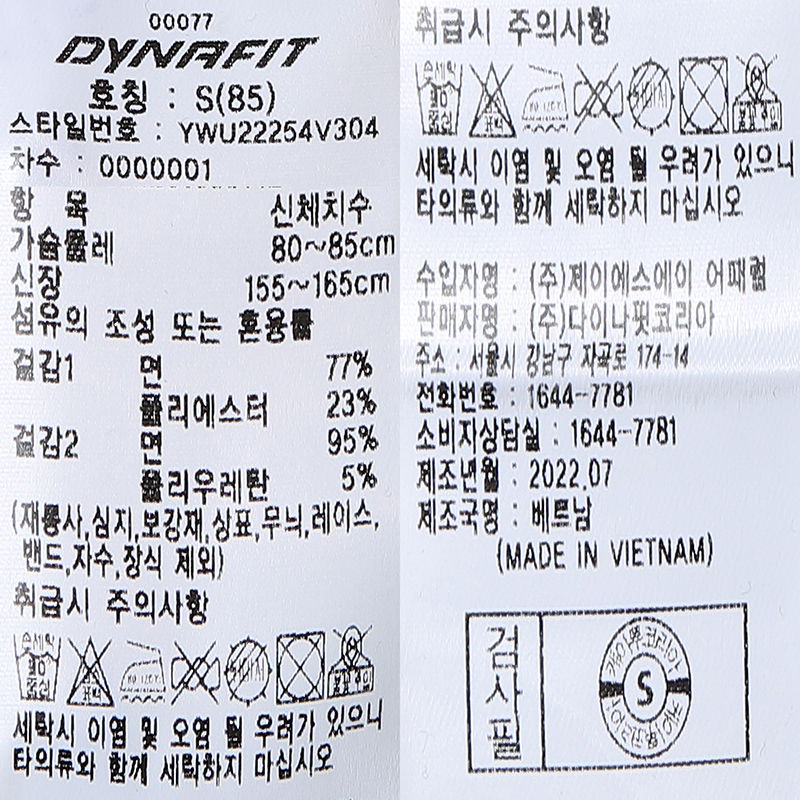 00077
DYNAFIT
호칭 : S(85)
스타일번호 : YWU22254V304
차수 : 0000001
항 목 신체치수
가슴둘레 80~85cm
신장 155~165cm
섬유의 조성 또는 혼용률
겉감1 면 77%
폴리에스터 23%
겉감2 면 95%
폴리우레탄 5%
(재봉사,심지,보강재,상표,무늬,레이스,
밴드,자수,장식 제외)
취급시 주의사항
손세탁
세탁시 이염 및 오염 될 우려가 있으니
타의류와 함께 세탁하지 마십시오
취급시 주의사항
손세탁
세탁시 이염 및 오염 될 우려가 있으니
타의류와 함께 세탁하지 마십시오
수입자명 : (주)제이에스에이 어패럴
판매자명 : (주)다이나핏코리아
주소 : 서울시 강남구 자곡로 174-14
전화번호 : 1644-7781
소비자상담실 : 1644-7781
제조년월 : 2022.07
제조국명 : 베트남
(MADE IN VIETNAM)
검사필
S